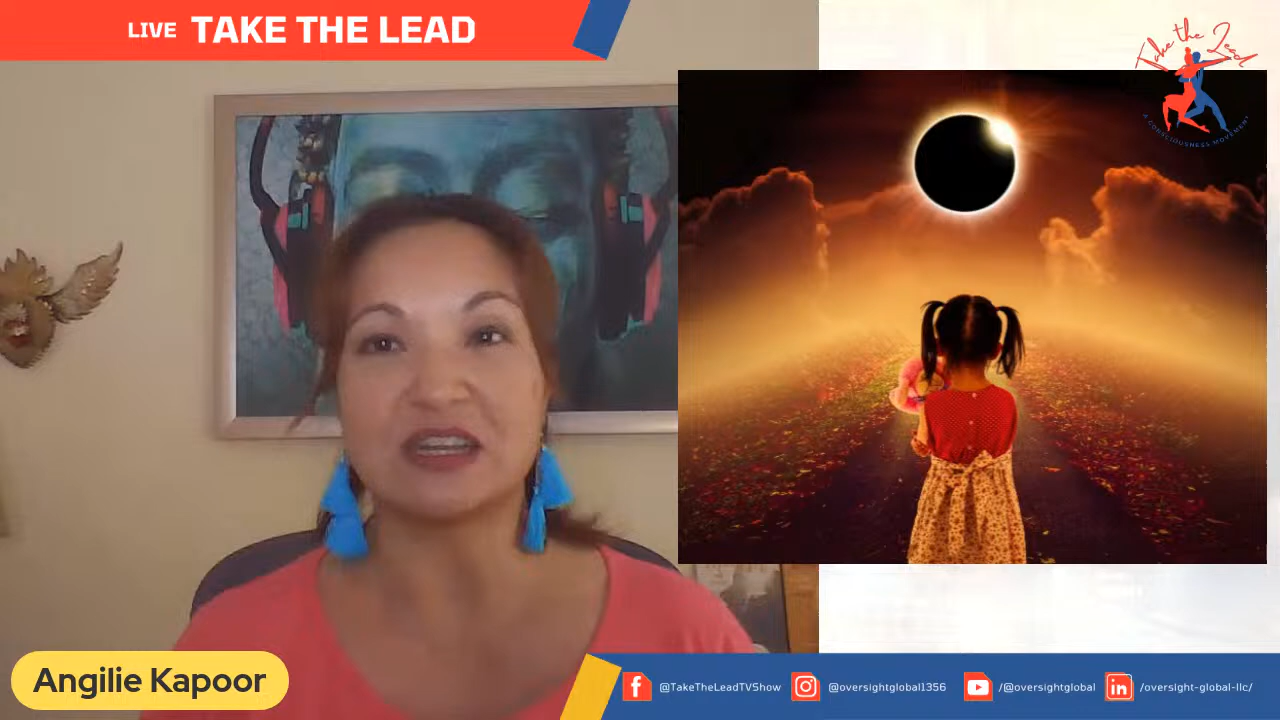 LIVE TAKE THE LEAD
Take the Lead
A CONSCIOUSNESS MOVEMENT
Angilie Kapoor
@TakeTheLeadTVShow
@oversightglobal1356
/@oversightglobal
/oversight-global-llc/